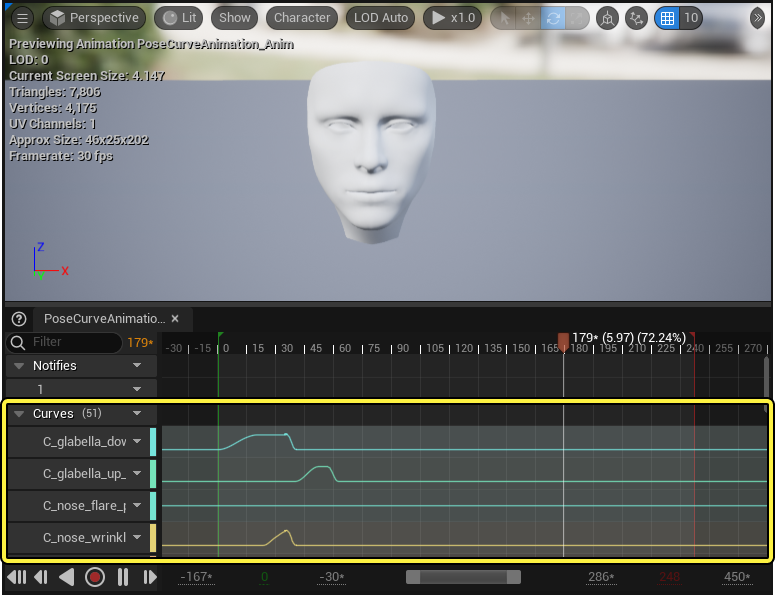 Perspective Lit Show Character LOD Auto x1.0 10
Previewing Animation PoseCurveAnimation_Anim
LOD: 0
Current Screen Size: 4.147
Triangles: 7,806
Vertices: 4,175
UV Channels: 1
Approx Size: 46x25x202
Framerate: 30 fps
Z
X
PoseCurveAnimatio...
Filter 179*
179* (5.97) (72.24%)
-30 -15 0 15 30 45 60 75 90 105 120 135 150 165 180 195 210 225 240 255 270
Notifies
1
Curves (51)
C_glabella_dov
C_glabella_up_
C_nose_flare_p
C_nose_wrinkl
-167* 0 -30* 286* 248 450*